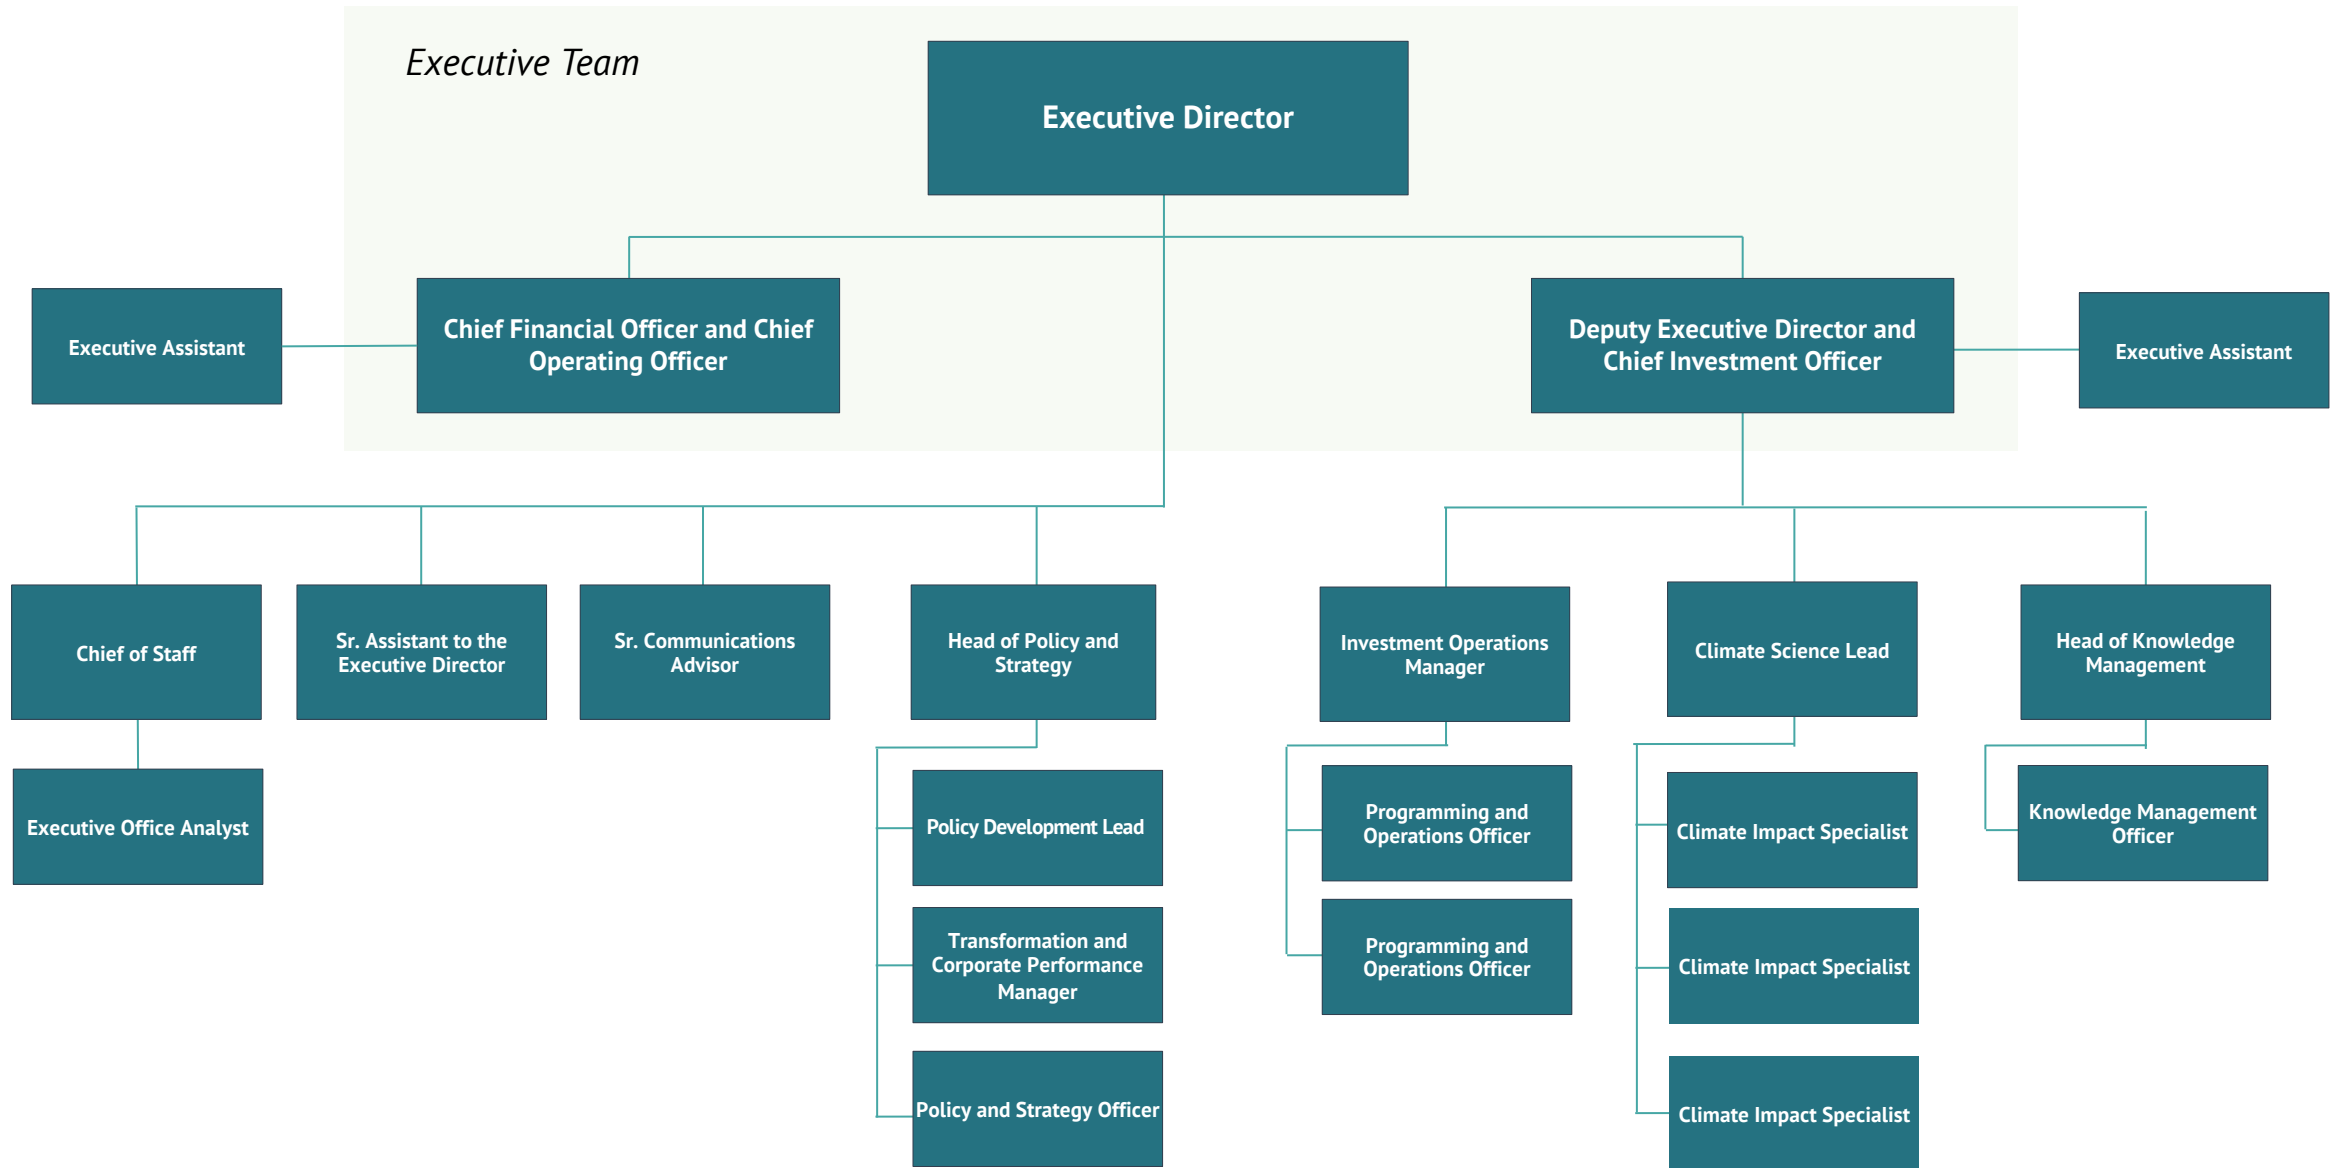 Executive Team
Executive Director
Executive Assistant
Chief Financial Officer and Chief
Operating Officer
Deputy Executive Director and
Chief Investment Officer
Executive Assistant
Chief of Staff
Sr. Assistant to the
Executive Director
Sr. Communications
Advisor
Head of Policy and
Strategy
Investment Operations
Manager
Climate Science Lead
Head of Knowledge
Management
Executive Office Analyst
Policy Development Lead
Transformation and
Corporate Performance
Manager
Policy and Strategy Officer
Programming and
Operations Officer
Programming and
Operations Officer
Climate Impact Specialist
Climate Impact Specialist
Climate Impact Specialist
Knowledge Management
Officer